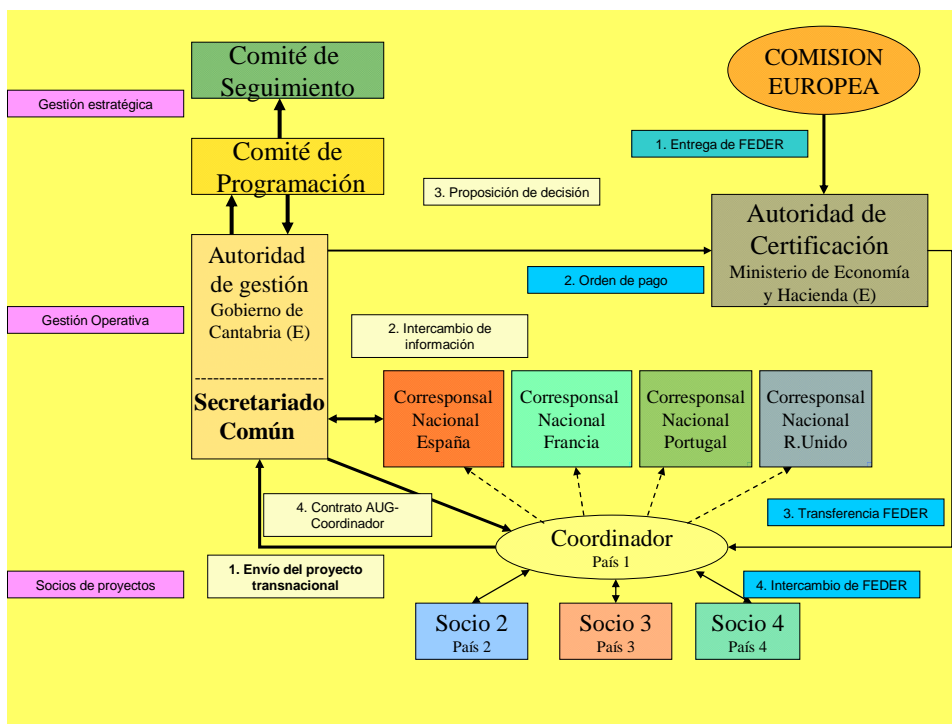 Comité de
Seguimiento
COMISION
EUROPEA
Gestión estratégica
1. Entrega de FEDER
Comité de
Programación
3. Proposición de decisión
Autoridad de
Certificación
Ministerio de Economía
y Hacienda (E)
Autoridad
de gestión
Gobierno de
Cantabria (E)
2. Orden de pago
Gestión Operativa
2. Intercambio de
información
Secretariado
Común
Corresponsal
Nacional
España
Corresponsal
Nacional
Francia
Corresponsal
Nacional
Portugal
Corresponsal
Nacional
R.Unido
4. Contrato AUG-
Coordinador
3. Transferencia FEDER
Coordinador
País 1
1. Envío del proyecto
transnacional
Socios de proyectos
4. Intercambio de FEDER
Socio 2
País 2
Socio 3
País 3
Socio 4
País 4